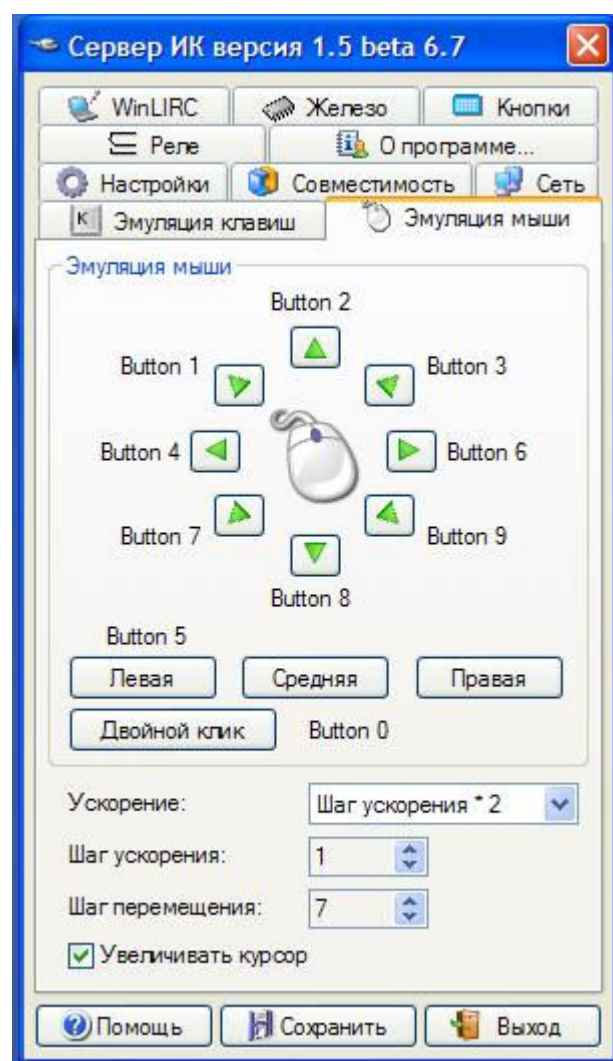 Сервер ИК версия 1.5 beta 6.7
WinLIRC Железо Кнопки
Реле О программе...
Настройки Совместимость Сеть
K Эмуляция клавиш Эмуляция мыши
Эмуляция мыши
Button 2
Button 1 Button 3
Button 4 Button 6
Button 7 Button 9
Button 8
Button 5
Левая Средняя Правая
Двойной клик Button 0
Ускорение: Шаг ускорения * 2
Шаг ускорения: 1
Шаг перемещения: 7
Увеличивать курсор
Помощь Сохранить Выход